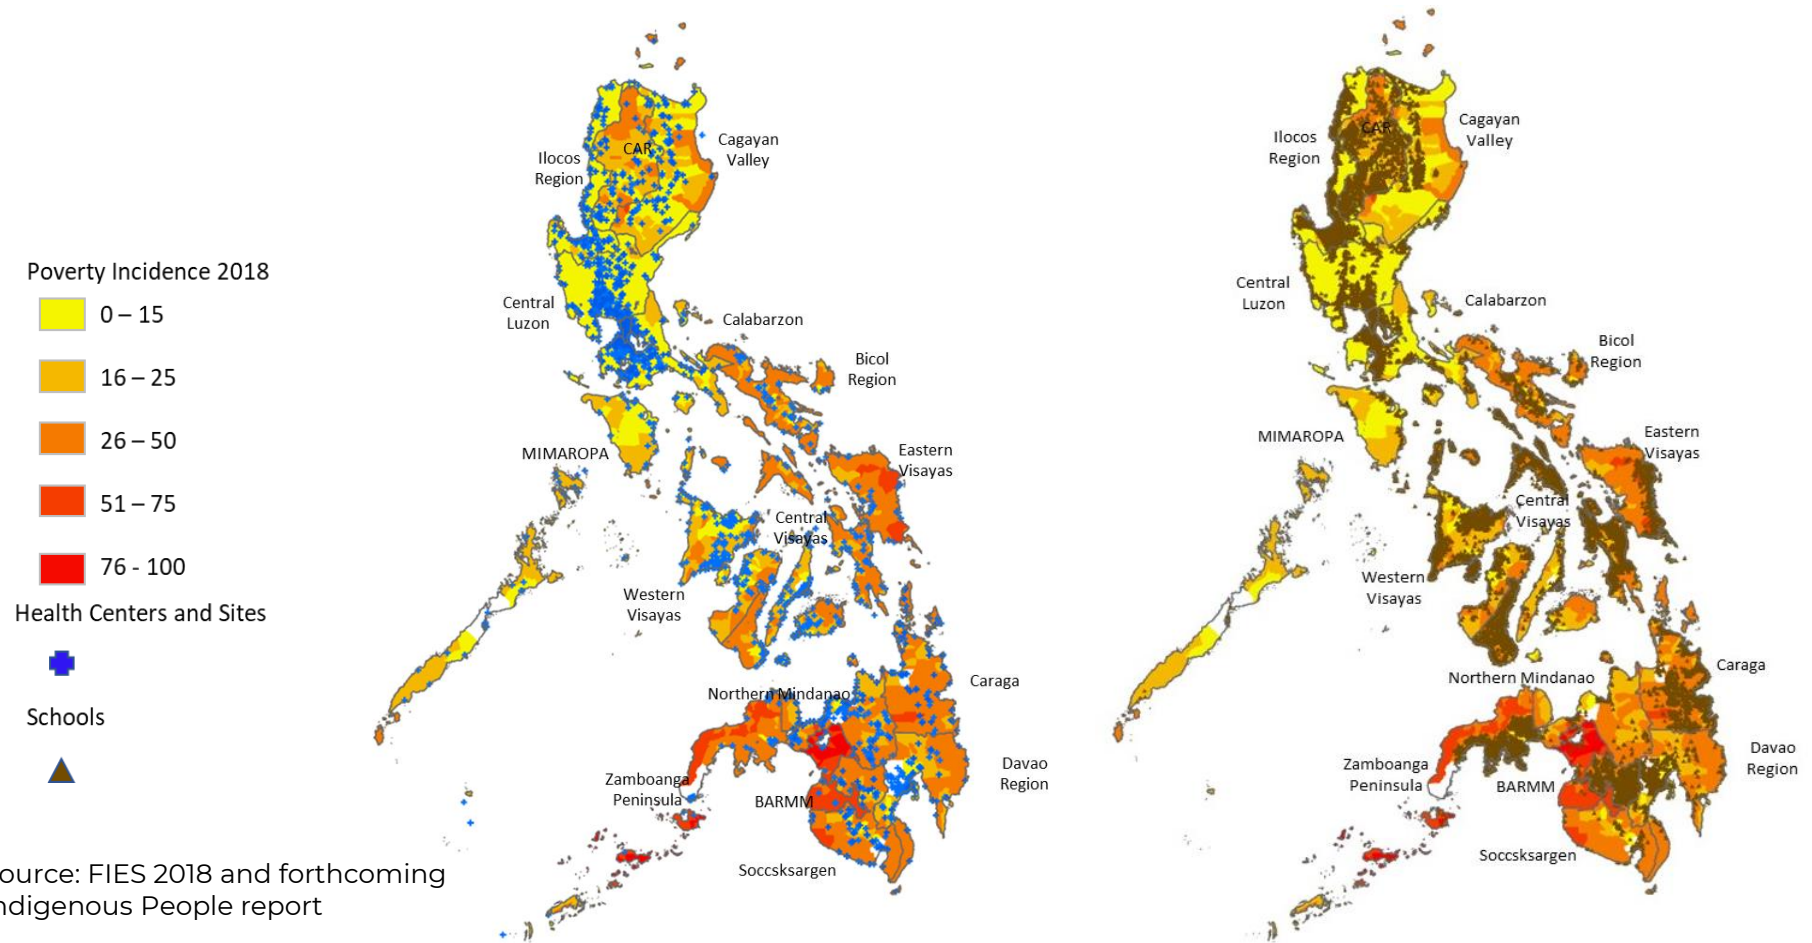 Poverty Incidence 2018
0 – 15
16 – 25
26 – 50
51 – 75
76 - 100
Health Centers and Sites
Schools
ource: FIES 2018 and forthcoming
ndigenous People report
Cagayan
Valley
CAR
Ilocos
Region
Central
Luzon
Calabarzon
Bicol
Region
MIMAROPA
Eastern
Visayas
Central
Visayas
Western
Visayas
Northern Mindanao
Caraga
Zamboanga
Peninsula
BARMM
Davao
Region
Soccsksargen
Cagayan
Valley
CAR
Ilocos
Region
Central
Luzon
Calabarzon
Bicol
Region
MIMAROPA
Eastern
Visayas
Central
Visayas
Western
Visayas
Northern Mindanao
Caraga
Zamboanga
Peninsula
BARMM
Davao
Region
Soccsksargen